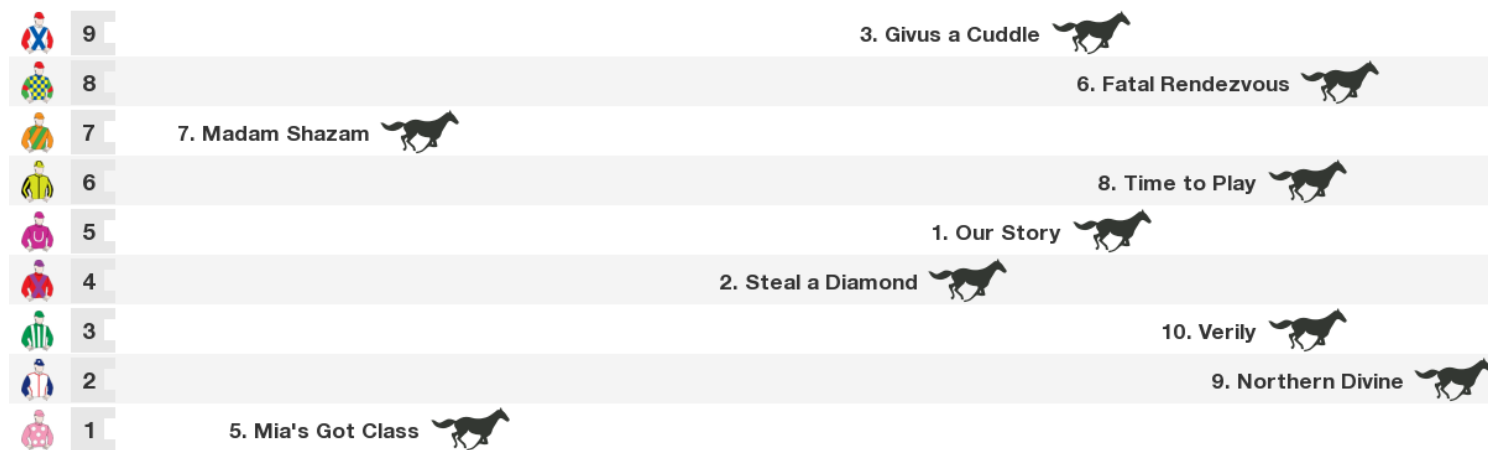 9 3. Givus a Cuddle
8 6. Fatal Rendezvous
7 7. Madam Shazam
6 8. Time to Play
5 1. Our Story
4 2. Steal a Diamond
3 10. Verily
2 9. Northern Divine
1 5. Mia's Got Class